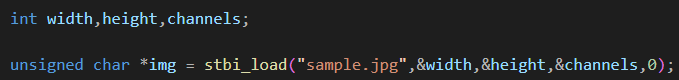 int width,height,channels;
unsigned char *img = stbi_load("sample.jpg",&width,&height,&channels,0);